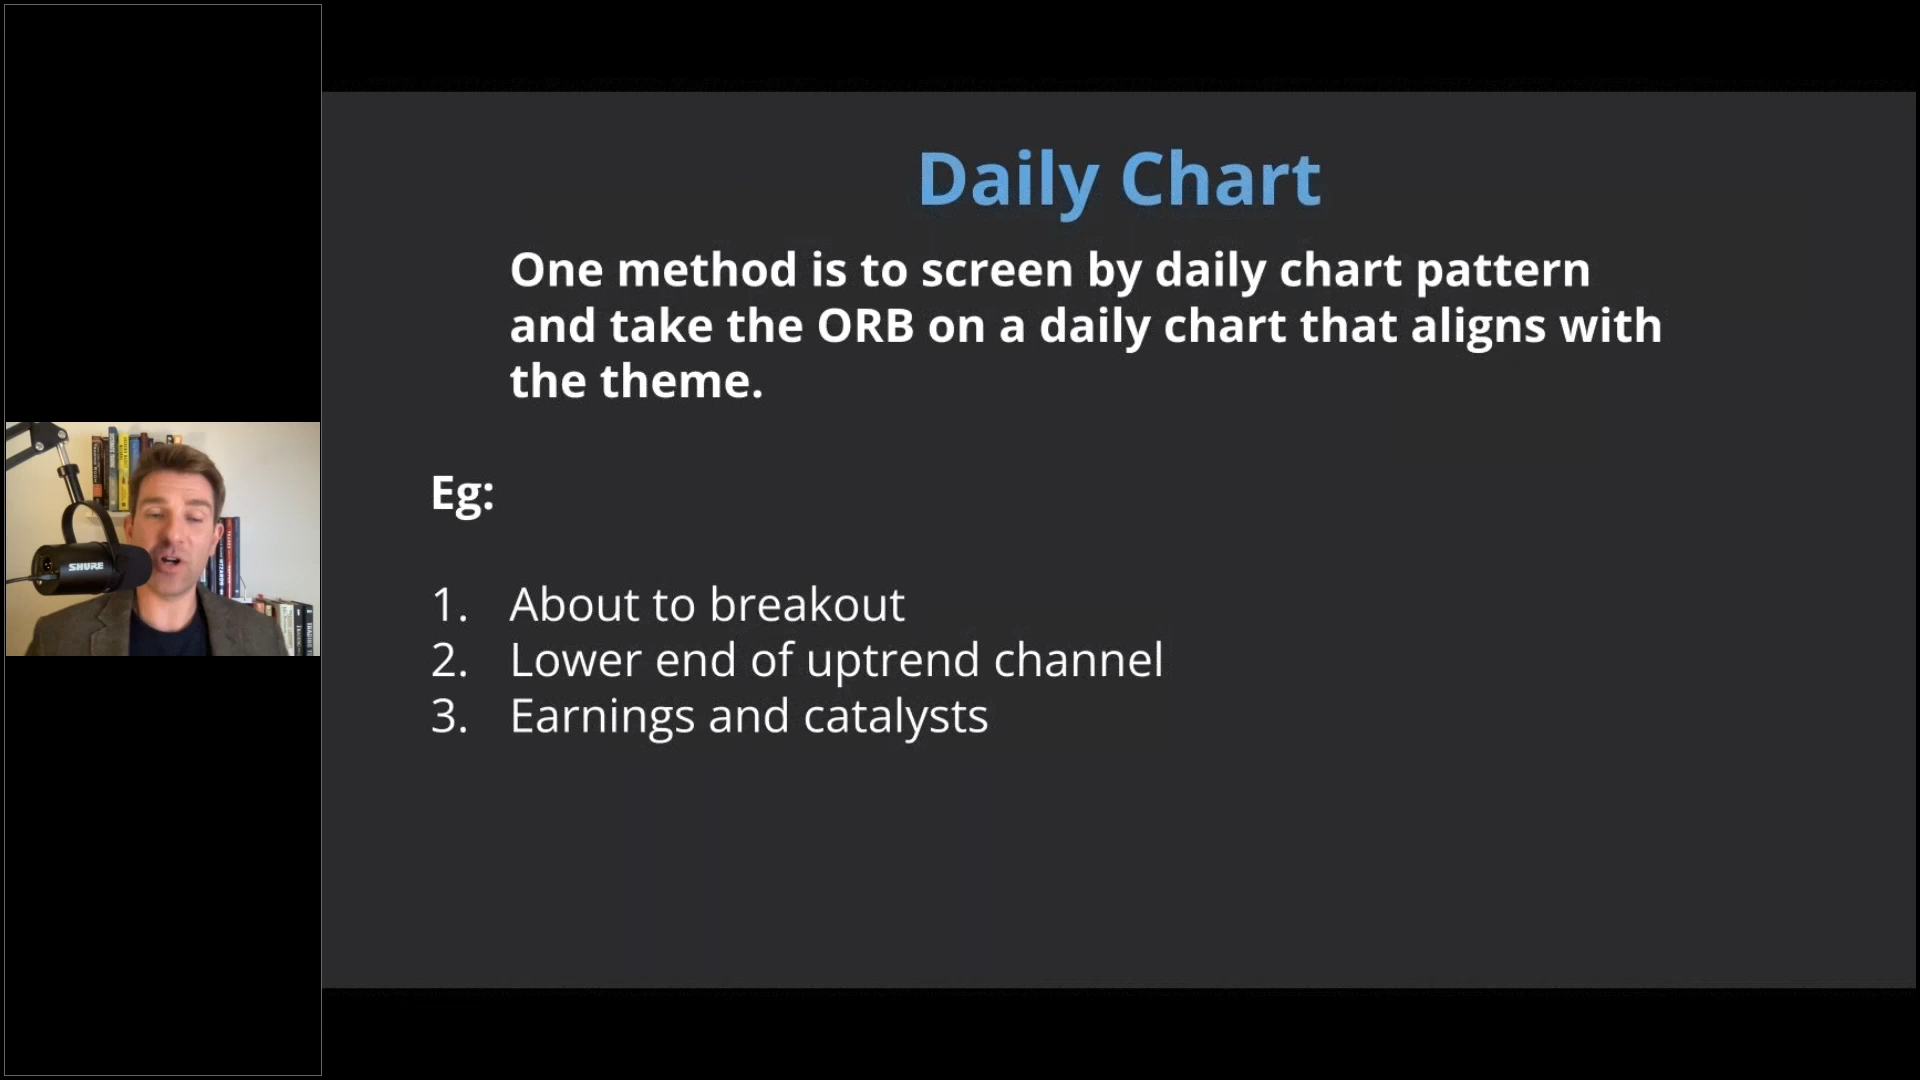 Daily Chart
One method is to screen by daily chart pattern
and take the ORB on a daily chart that aligns with
the theme.
Eg:
1. About to breakout
2. Lower end of uptrend channel
3. Earnings and catalysts
SHURE